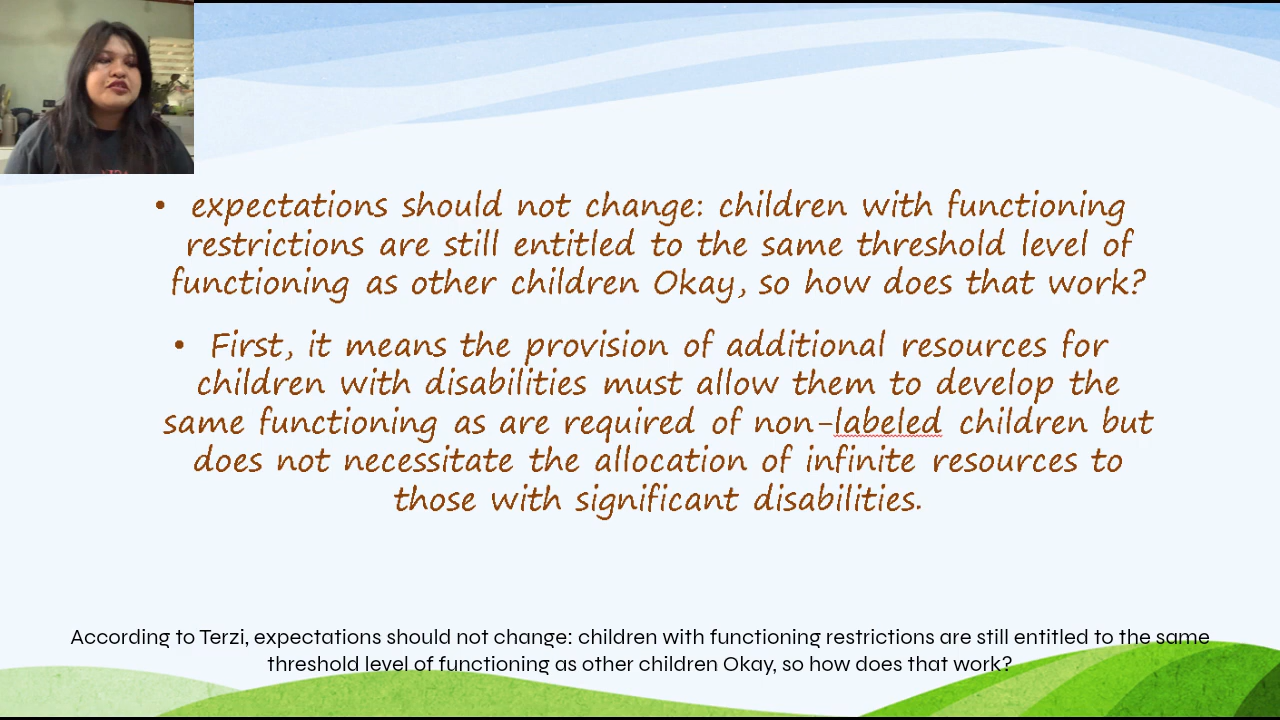 • expectations should not change: children with functioning
restrictions are still entitled to the same threshold level of
functioning as other children Okay, so how does that work?
• First, it means the provision of additional resources for
children with disabilities must allow them to develop the
same functioning as are required of non-labeled children but
does not necessitate the allocation of infinite resources to
those with significant disabilities.
According to Terzi, expectations should not change: children with functioning restrictions are still entitled to the same
threshold level of functioning as other children Okay, so how does that work?